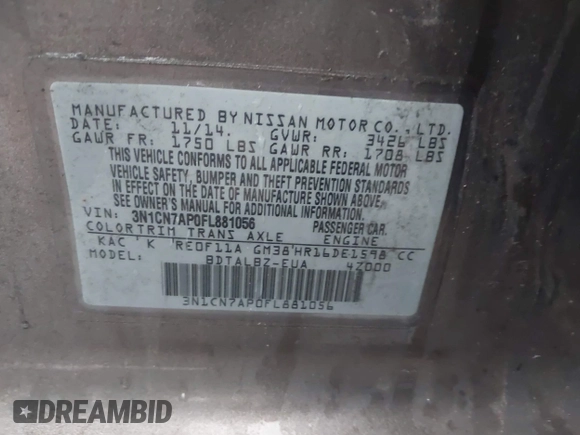 MANUFACTURED BY NISSAN MOTOR CO., LTD.
DATE: 11/14. GVWR: 3426 LBS
GAWR FR: 1750 LBS GAWR RR: 1708 LBS
THIS VEHICLE CONFORMS TO ALL APPLICABLE FEDERAL MOTOR
VEHICLE SAFETY, BUMPER AND THEFT PREVENTION STANDARDS
IN EFFECT ON THE DATE OF MANUFACTURE SHOWN ABOVE.
SEE OWNER'S MANUAL FOR ADDITIONAL INFORMATION.
VIN: 3N1CN7AP0FL881056 PASSENGER CAR.
COLORTRIM TRANS AXLE ENGINE
KAC 'K RE0F11A GM38'HR16DE1598 CC
MODEL: BDTALBZ-EUA 4Z000
3N1CN7AP0FL881056
DREAMBID